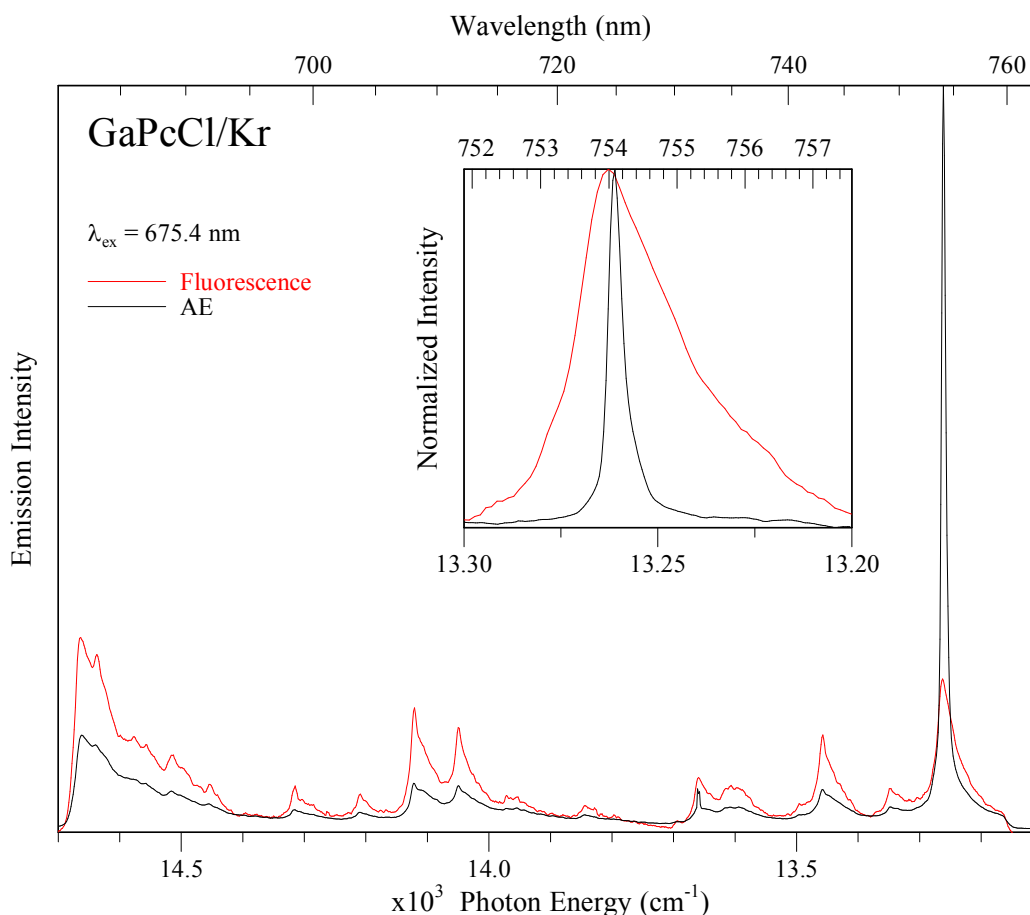 Wavelength (nm)
700 720 740 760
GaPcCl/Kr
λex = 675.4 nm
Fluorescence
AE
752 753 754 755 756 757
Normalized Intensity
13.30 13.25 13.20
Emission Intensity
14.5 14.0 13.5
x10³ Photon Energy (cm⁻¹)